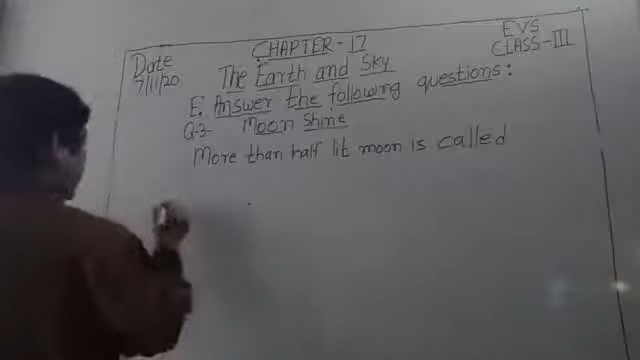 Date
7/11/20
CHAPTER-17
EVS
CLASS-III
The Earth and Sky
E. Answer the following questions:
Q.3- Moon Shine
More than half lit moon is called